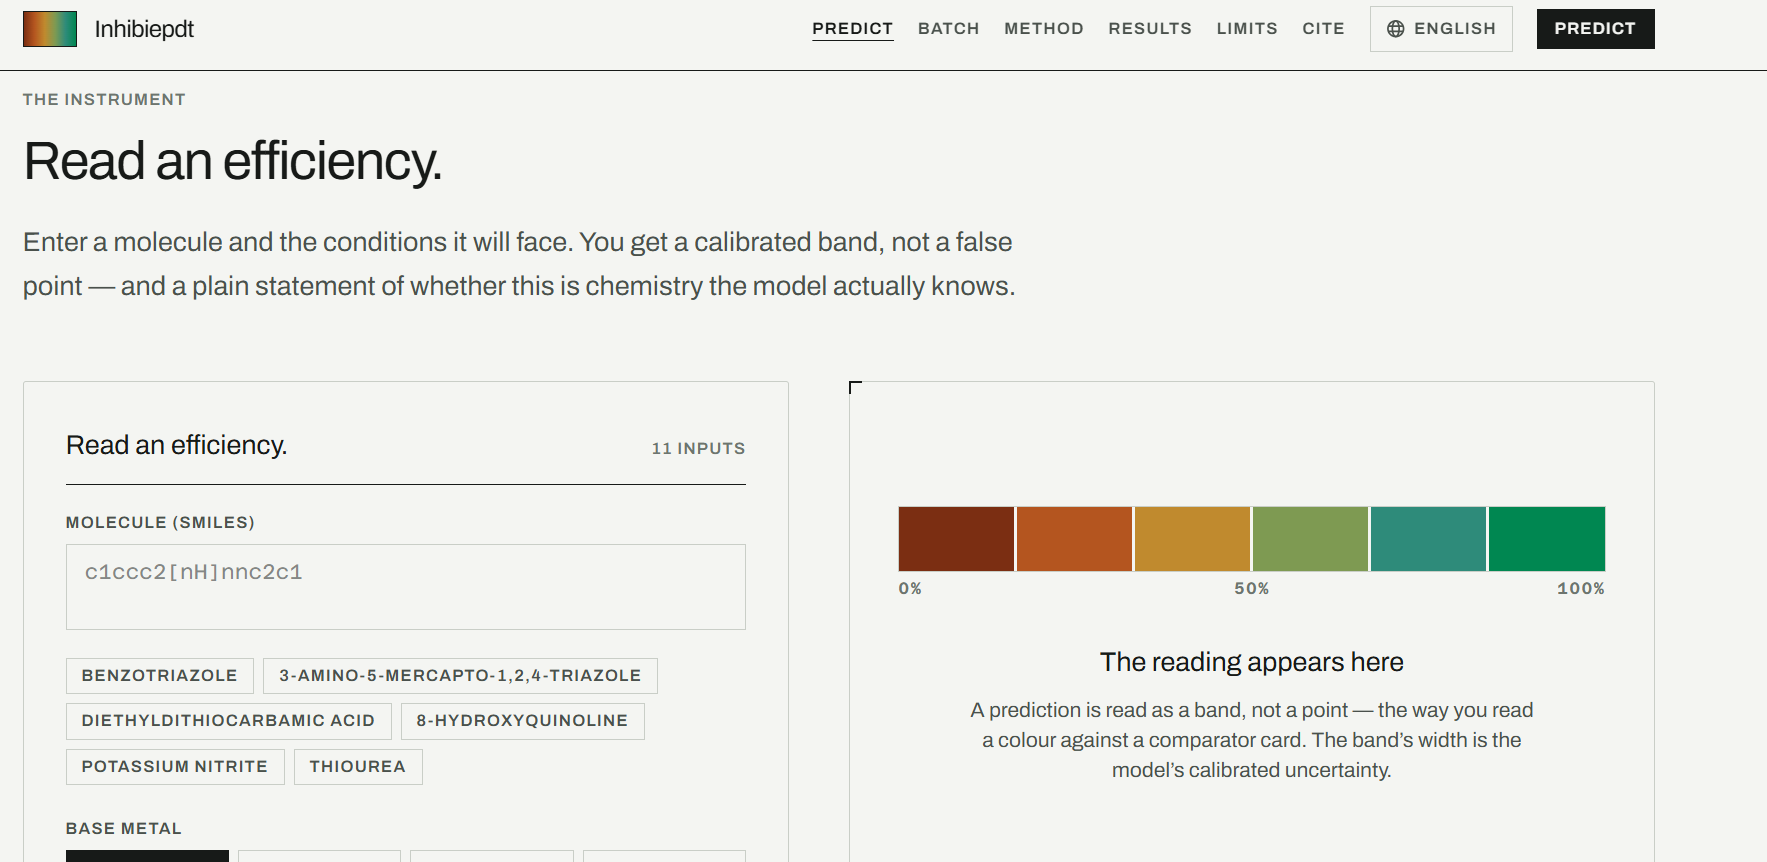 Inhibiepdt
PREDICT BATCH METHOD RESULTS LIMITS CITE ENGLISH PREDICT
THE INSTRUMENT
Read an efficiency.
Enter a molecule and the conditions it will face. You get a calibrated band, not a false
point — and a plain statement of whether this is chemistry the model actually knows.
Read an efficiency.
11 INPUTS
MOLECULE (SMILES)
c1ccc2[nH]nnc2c1
BENZOTRIAZOLE 3-AMINO-5-MERCAPTO-1,2,4-TRIAZOLE
DIETHYLDITHIOCARBAMIC ACID 8-HYDROXYQUINOLINE
POTASSIUM NITRITE THIOUREA
BASE METAL
0% 50% 100%
The reading appears here
A prediction is read as a band, not a point — the way you read
a colour against a comparator card. The band’s width is the
model’s calibrated uncertainty.